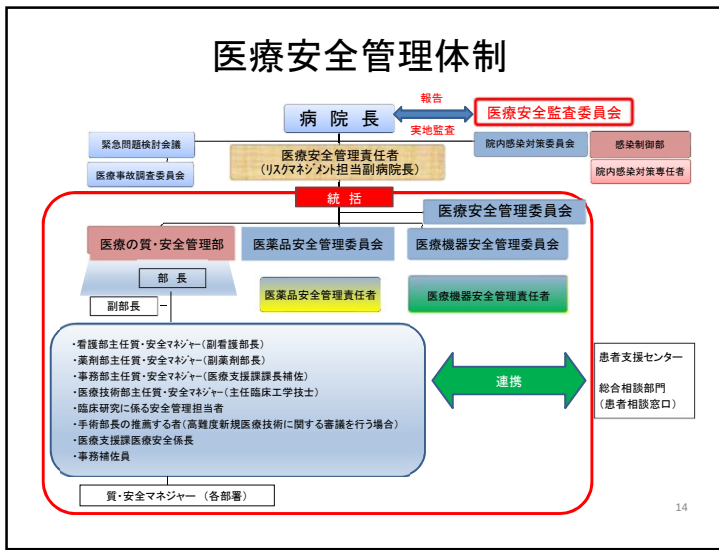 医療安全管理体制
病 院 長
報告
実地監査
医療安全監査委員会
緊急問題検討会議
医療事故調査委員会
医療安全管理責任者
(リスクマネジメント担当副病院長)
院内感染対策委員会
感染制御部
院内感染対策専任者
統 括
医療安全管理委員会
医療の質・安全管理部
医薬品安全管理委員会
医療機器安全管理委員会
部 長
副部長
医薬品安全管理責任者
医療機器安全管理責任者
・看護部主任質・安全マネジャー(副看護部長)
・薬剤部主任質・安全マネジャー(副薬剤部長)
・事務部主任質・安全マネジャー(医療支援課課長補佐)
・医療技術部主任質・安全マネジャー(主任臨床工学技士)
・臨床研究に係る安全管理担当者
・手術部長の推薦する者(高難度新規医療技術に関する審議を行う場合)
・医療支援課医療安全係長
・事務補佐員
連携
患者支援センター
総合相談部門
(患者相談窓口)
質・安全マネジャー (各部署)
14